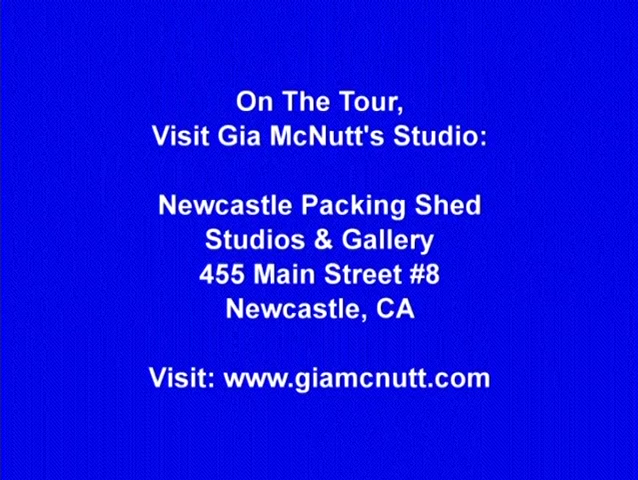 On The Tour,
Visit Gia McNutt's Studio:
Newcastle Packing Shed
Studios & Gallery
455 Main Street #8
Newcastle, CA
Visit: www.giamcnutt.com